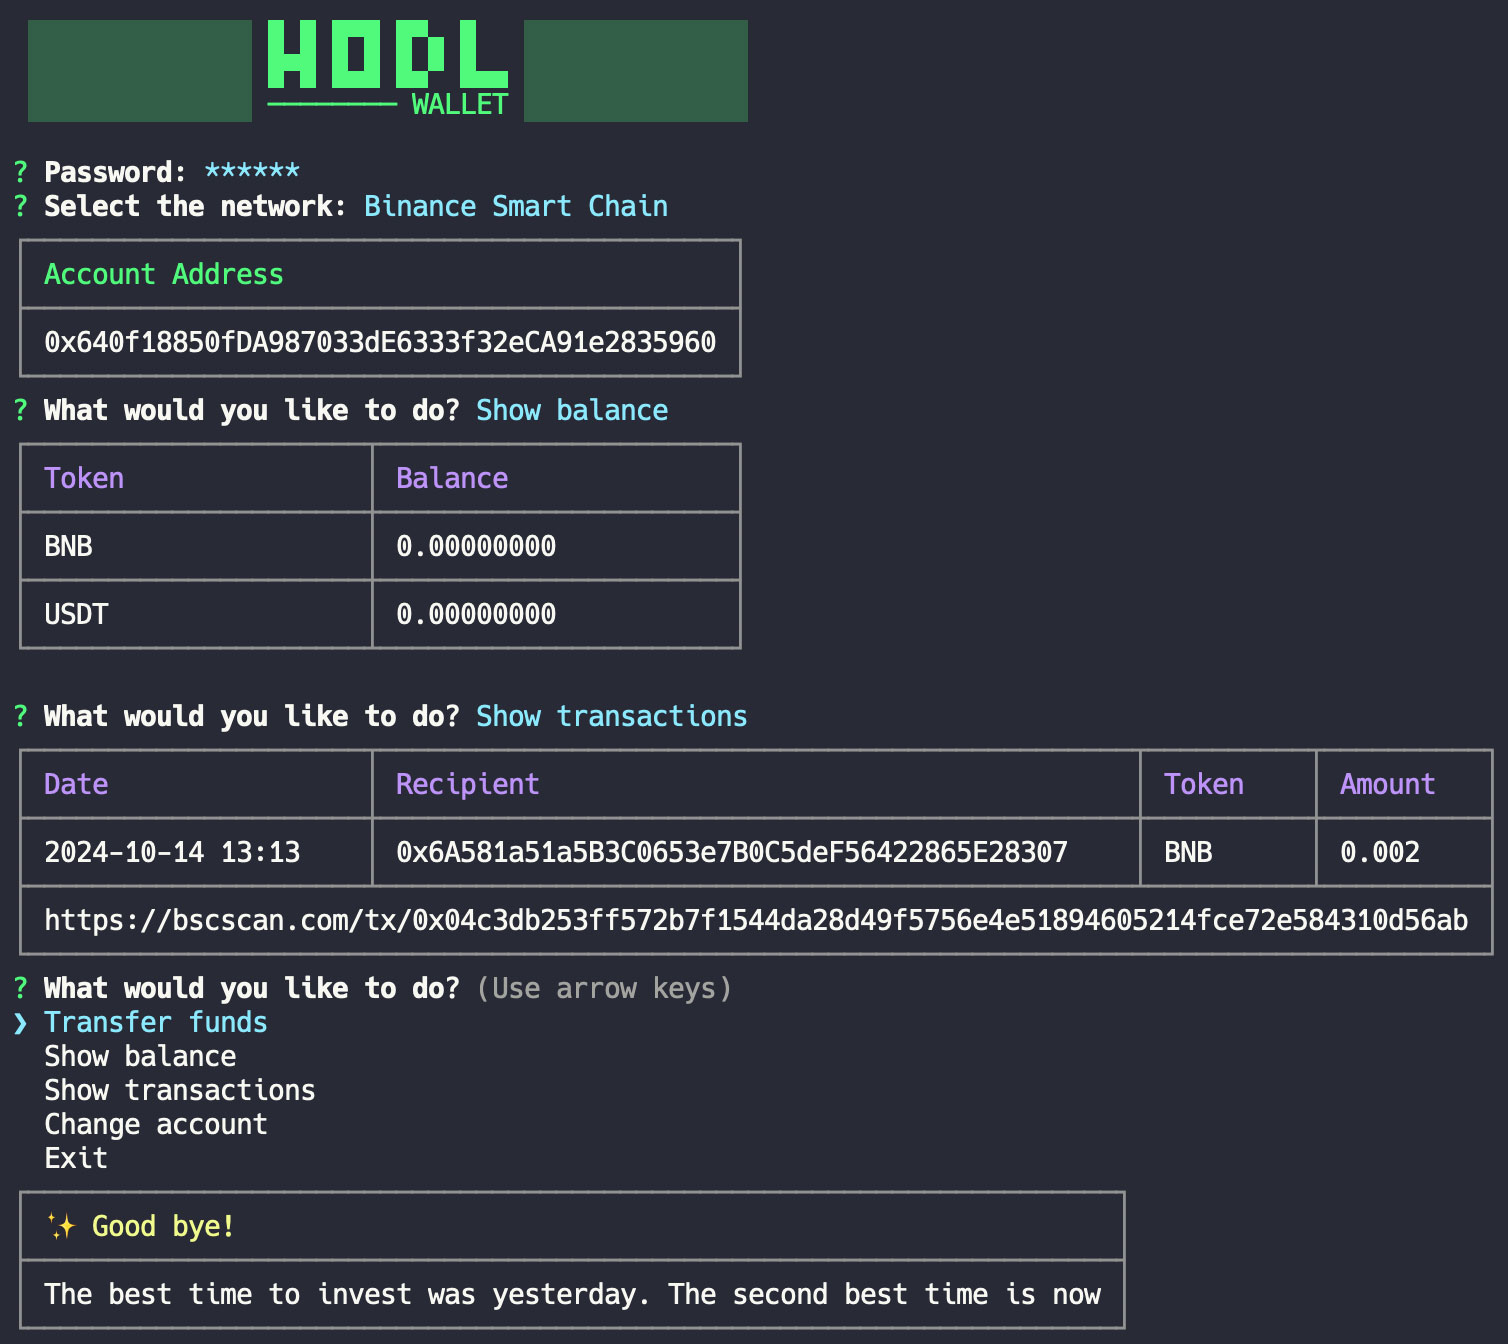 HODL
WALLET
? Password: ******
? Select the network: Binance Smart Chain
Account Address
0x640f18850fDA987033dE6333f32eCA91e2835960
? What would you like to do? Show balance
Token Balance
BNB 0.00000000
USDT 0.00000000
? What would you like to do? Show transactions
Date Recipient Token Amount
2024-10-14 13:13 0x6A581a51a5B3C0653e7B0C5deF56422865E28307 BNB 0.002
https://bscscan.com/tx/0x04c3db253ff572b7f1544da28d49f5756e4e51894605214fce72e584310d56ab
? What would you like to do? (Use arrow keys)
❯ Transfer funds
Show balance
Show transactions
Change account
Exit
✨ Good bye!
The best time to invest was yesterday. The second best time is now